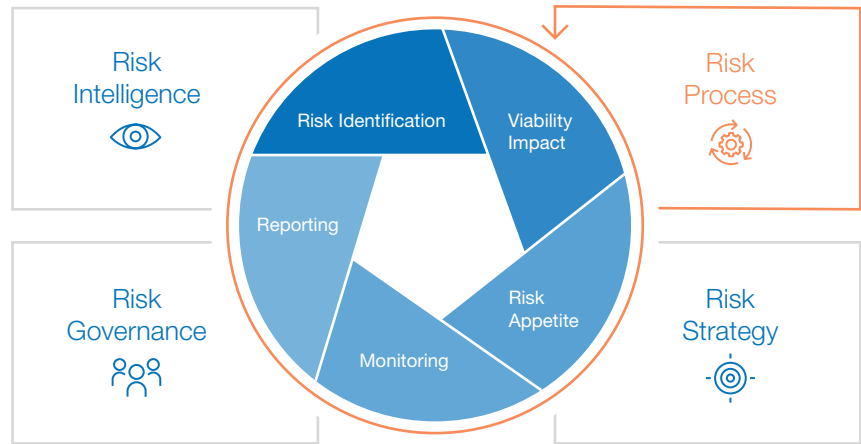 Risk
Intelligence
Risk
Process
Risk Identification
Viability
Impact
Reporting
Risk
Appetite
Monitoring
Risk
Governance
Risk
Strategy